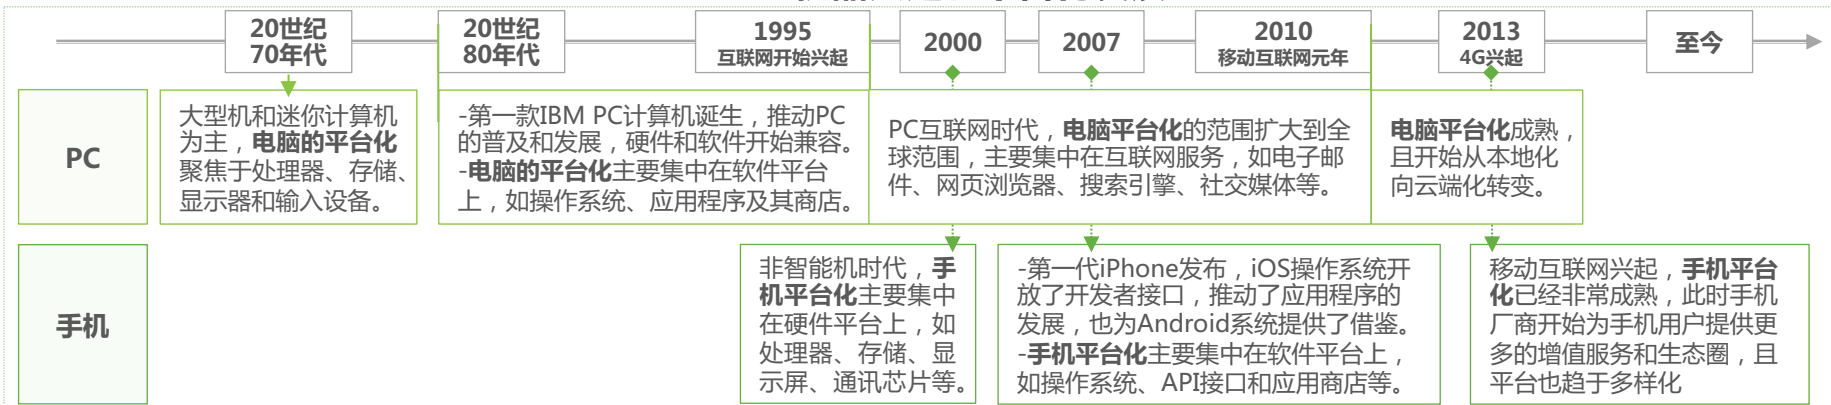 20世纪
70年代
20世纪
80年代
1995
互联网开始兴起
2000
2007
2010
移动互联网元年
2013
4G兴起
至今
PC
大型机和迷你计算机
为主，电脑的平台化
聚焦于处理器、存储、
显示器和输入设备。
-第一款IBM PC计算机诞生，推动PC
的普及和发展，硬件和软件开始兼容。
-电脑的平台化主要集中在软件平台
上，如操作系统、应用程序及其商店。
PC互联网时代，电脑平台化的范围扩大到全
球范围，主要集中在互联网服务，如电子邮
件、网页浏览器、搜索引擎、社交媒体等。
电脑平台化成熟，
且开始从本地化
向云端化转变。
手机
非智能机时代，手
机平台化主要集中
在硬件平台上，如
处理器、存储、显
示屏、通讯芯片等。
-第一代iPhone发布，iOS操作系统开
放了开发者接口，推动了应用程序的
发展，也为Android系统提供了借鉴。
-手机平台化主要集中在软件平台上，
如操作系统、API接口和应用商店等。
移动互联网兴起，手机平台
化已经非常成熟，此时手机
厂商开始为手机用户提供更
多的增值服务和生态圈，且
平台也趋于多样化